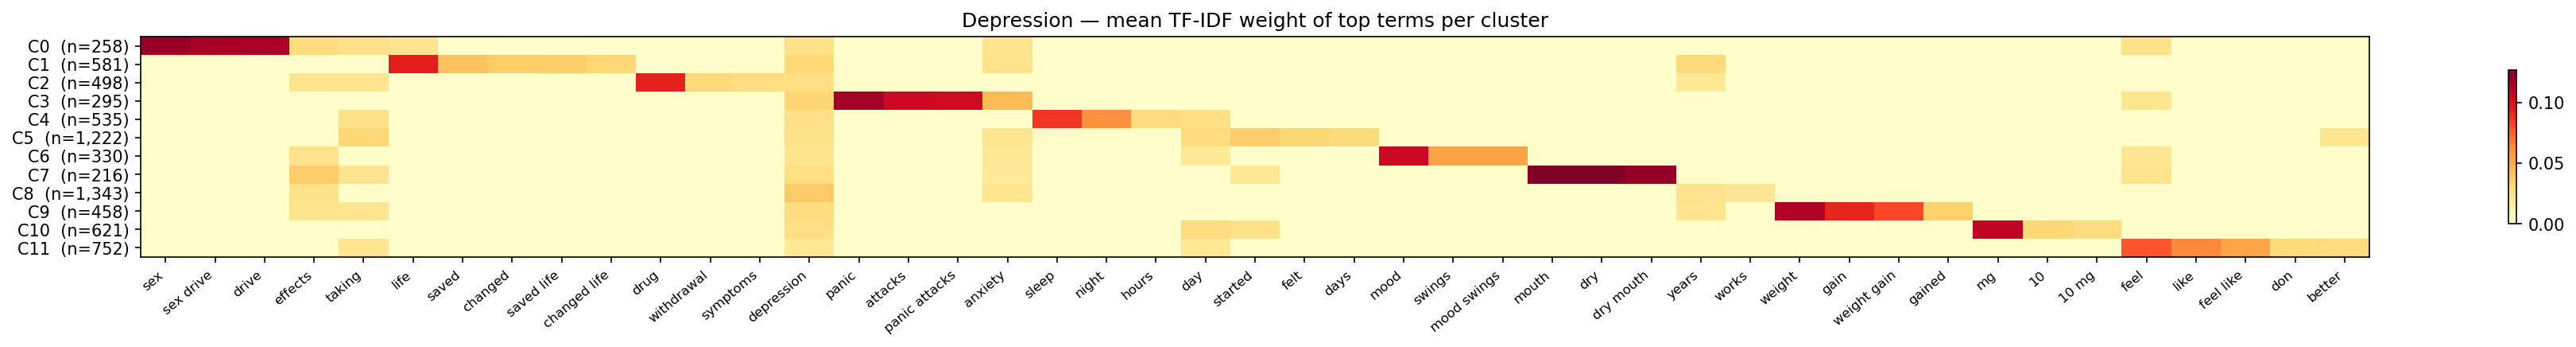 Depression — mean TF-IDF weight of top terms per cluster
C0 (n=258)
C1 (n=581)
C2 (n=498)
C3 (n=295)
C4 (n=535)
C5 (n=1,222)
C6 (n=330)
C7 (n=216)
C8 (n=1,343)
C9 (n=458)
C10 (n=621)
C11 (n=752)
sex
sex drive
drive
effects
taking
life
saved
changed
saved life
changed life
drug
withdrawal
symptoms
depression
panic
attacks
panic attacks
anxiety
sleep
night
hours
day
started
felt
days
mood
swings
mood swings
mouth
dry
dry mouth
years
works
weight
gain
weight gain
gained
mg
10
10 mg
feel
like
feel like
don
better
0.10
0.05
0.00